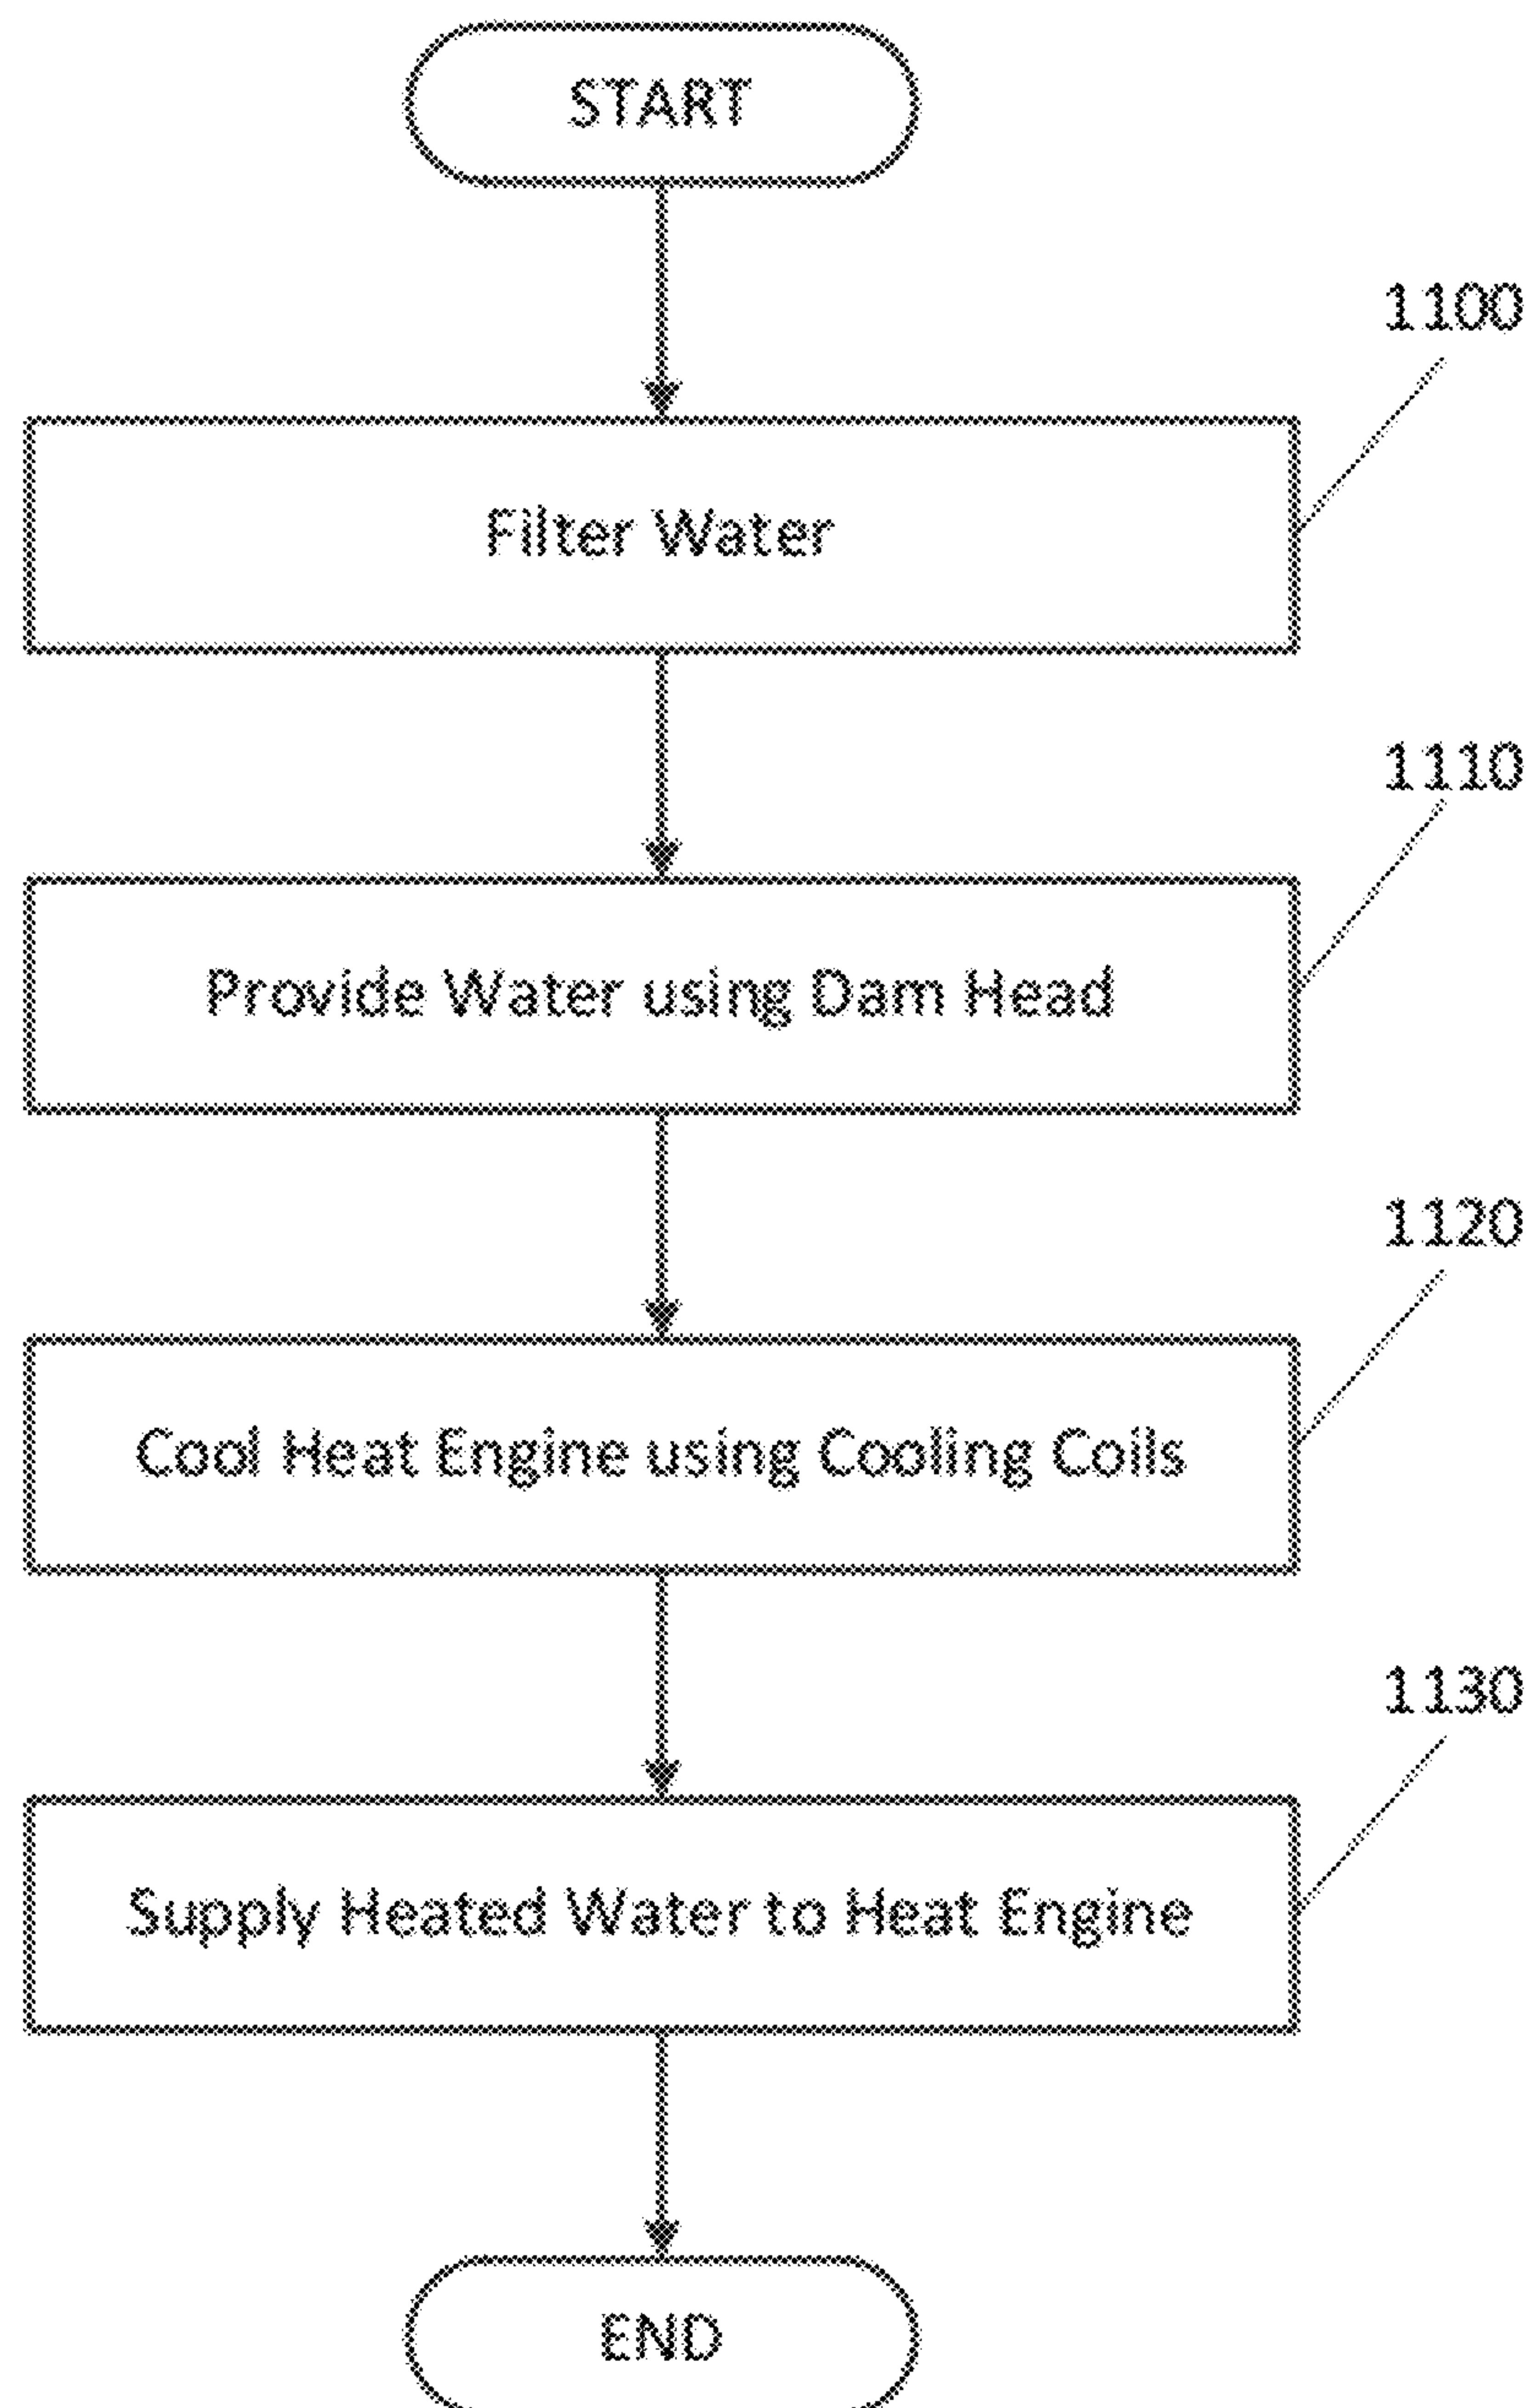 START
1100
Filter Water
1110
Provide Water using Dam Head
1120
Cool Heat Engine using Cooling Coils
1130
Supply Heated Water to Heat Engine
END